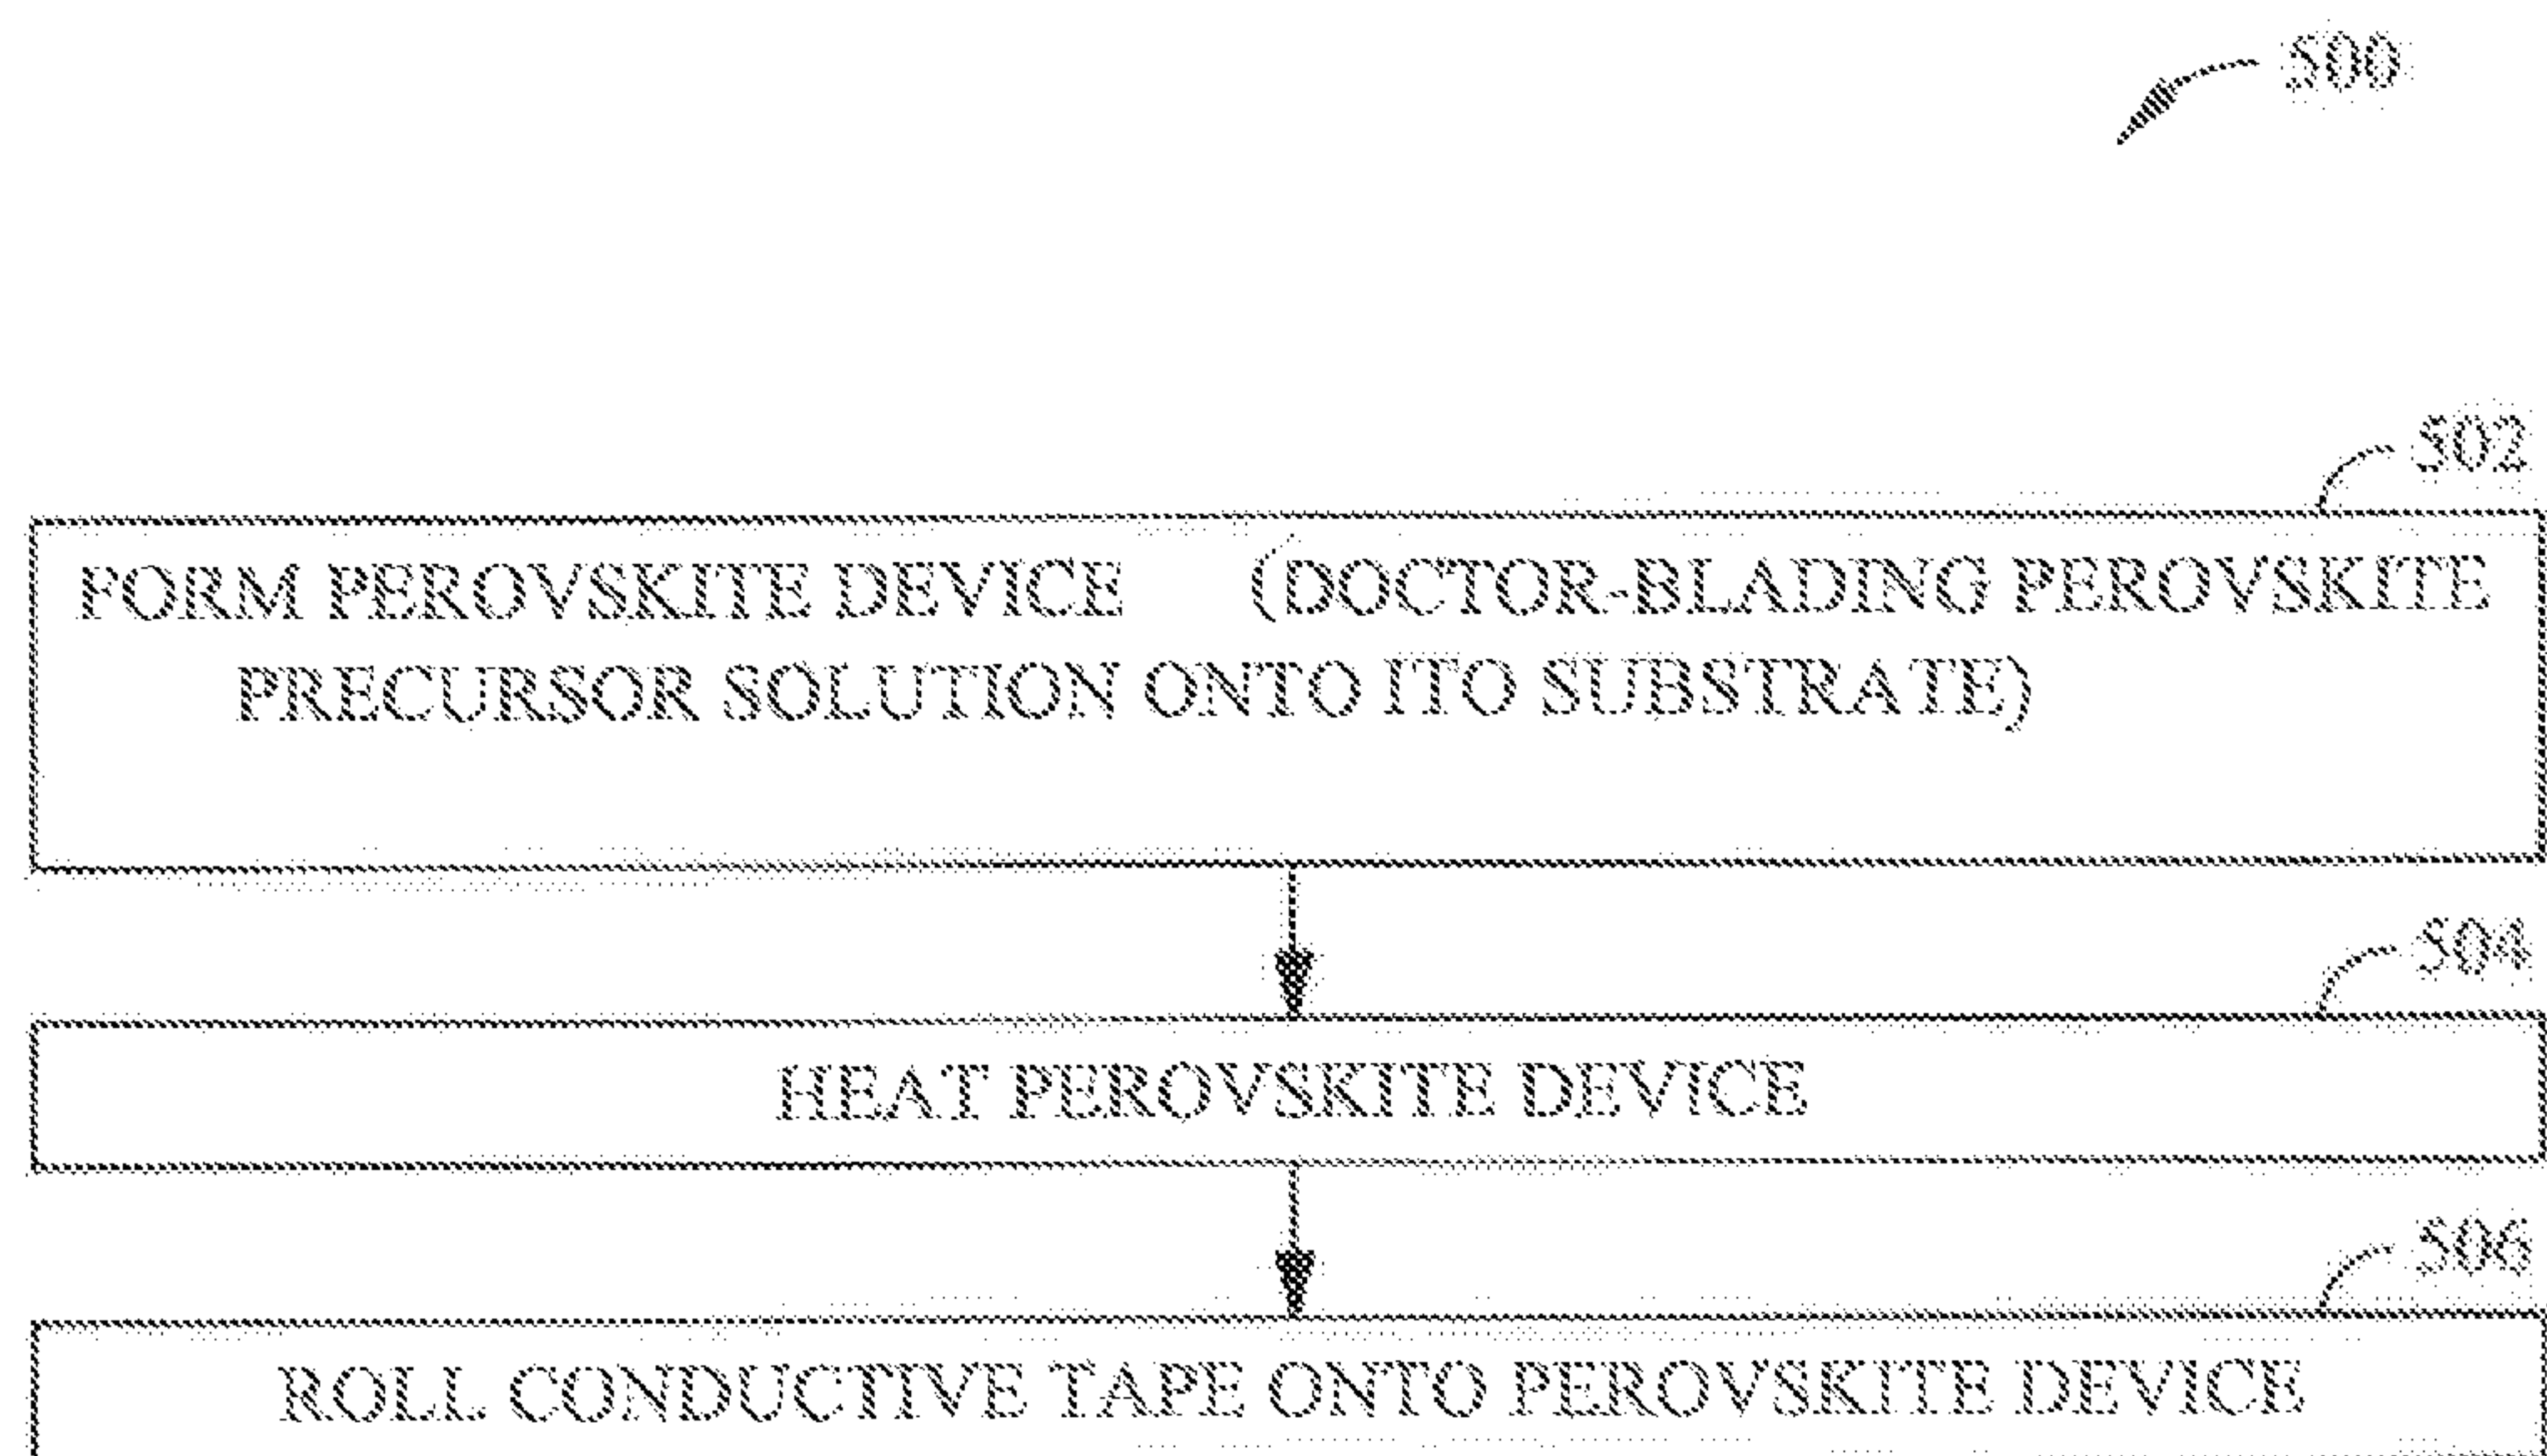 500
502
FORM PEROVSKITE DEVICE (DOCTOR-BLADING PEROVSKITE
PRECURSOR SOLUTION ONTO ITO SUBSTRATE)
504
HEAT PEROVSKITE DEVICE
506
ROLL CONDUCTIVE TAPE ONTO PEROVSKITE DEVICE